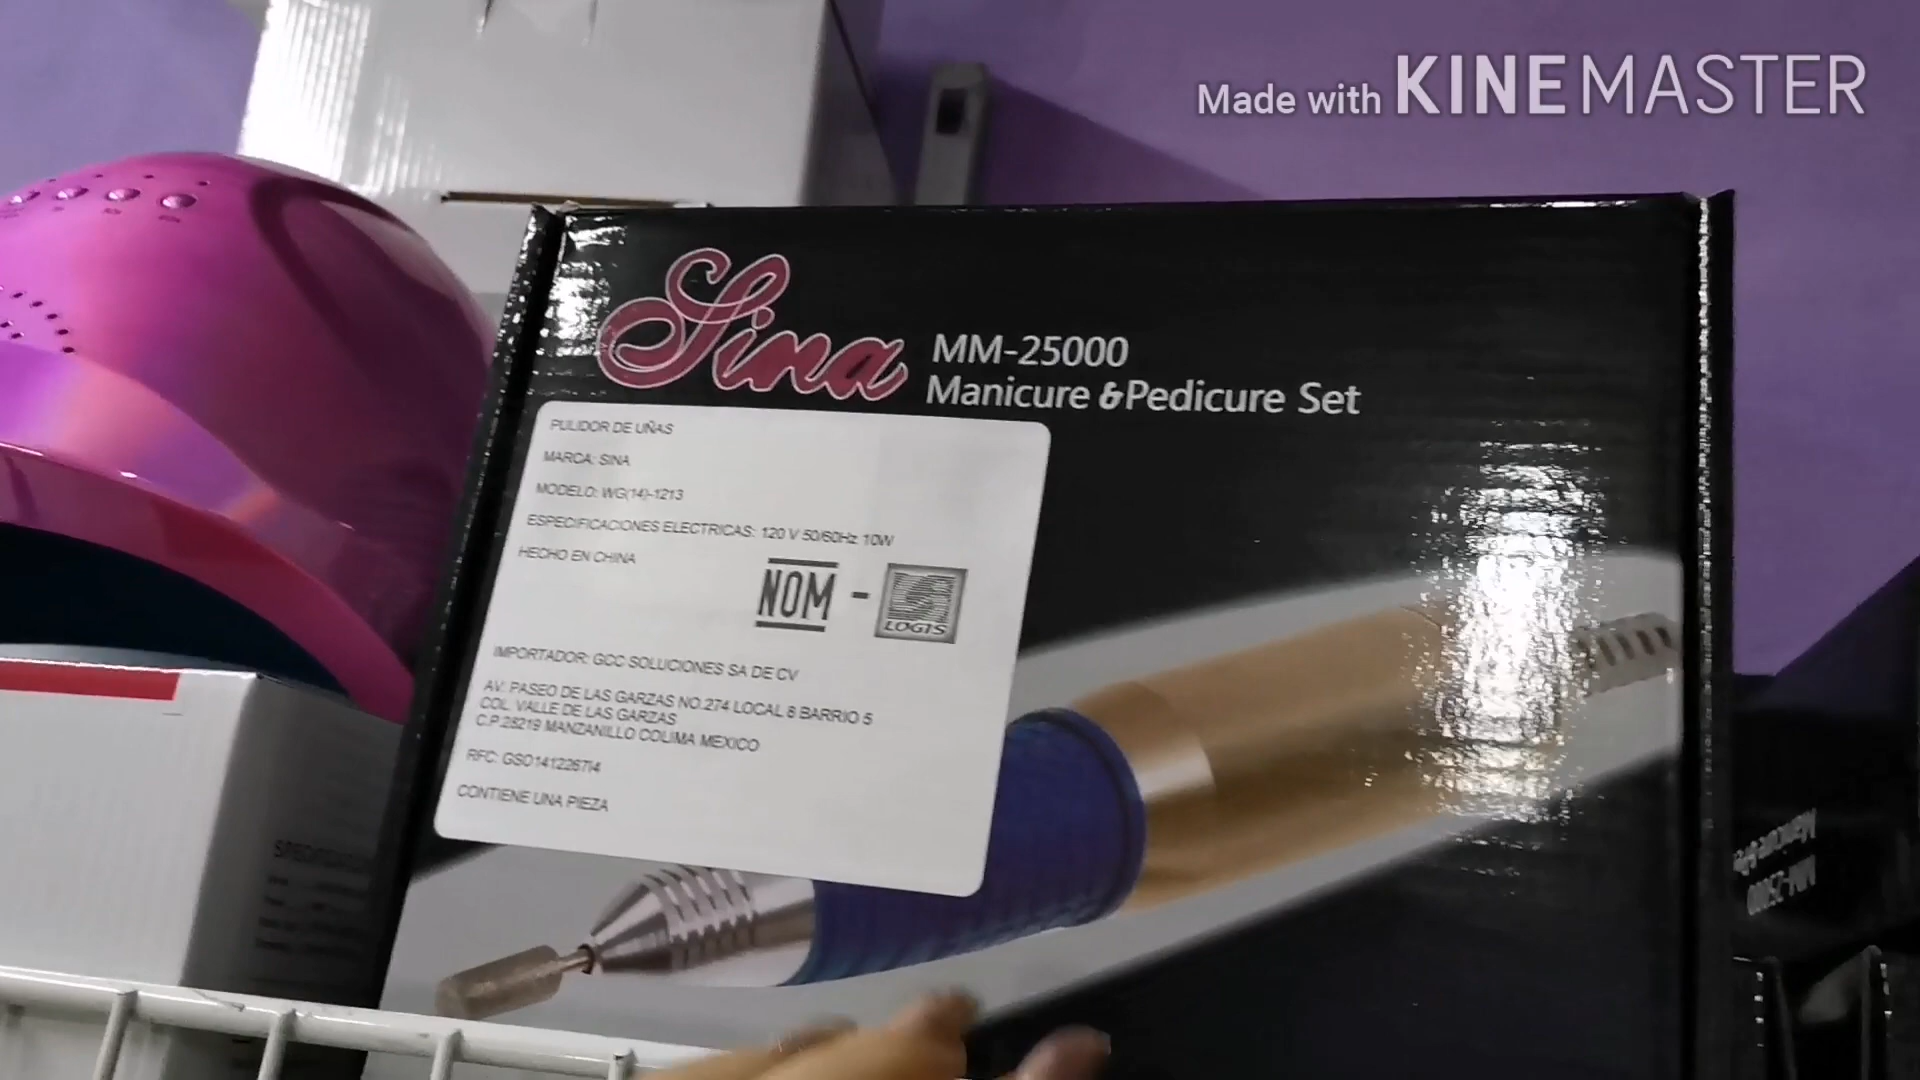 Made with KINEMASTER
Sina
MM-25000
Manicure & Pedicure Set
PULIDOR DE UÑAS
MARCA: SINA
MODELO: WG(14)-1213
ESPECIFICACIONES ELECTRICAS: 120 V 50/60Hz 10W
HECHO EN CHINA
NOM - LOGIS
IMPORTADOR: GCC SOLUCIONES SA DE CV
AV. PASEO DE LAS GARZAS NO.274 LOCAL 8 BARRIO 5
COL. VALLE DE LAS GARZAS
C.P.28219 MANZANILLO COLIMA MEXICO
RFC: GSO1412267I4
CONTIENE UNA PIEZA
MM-25000